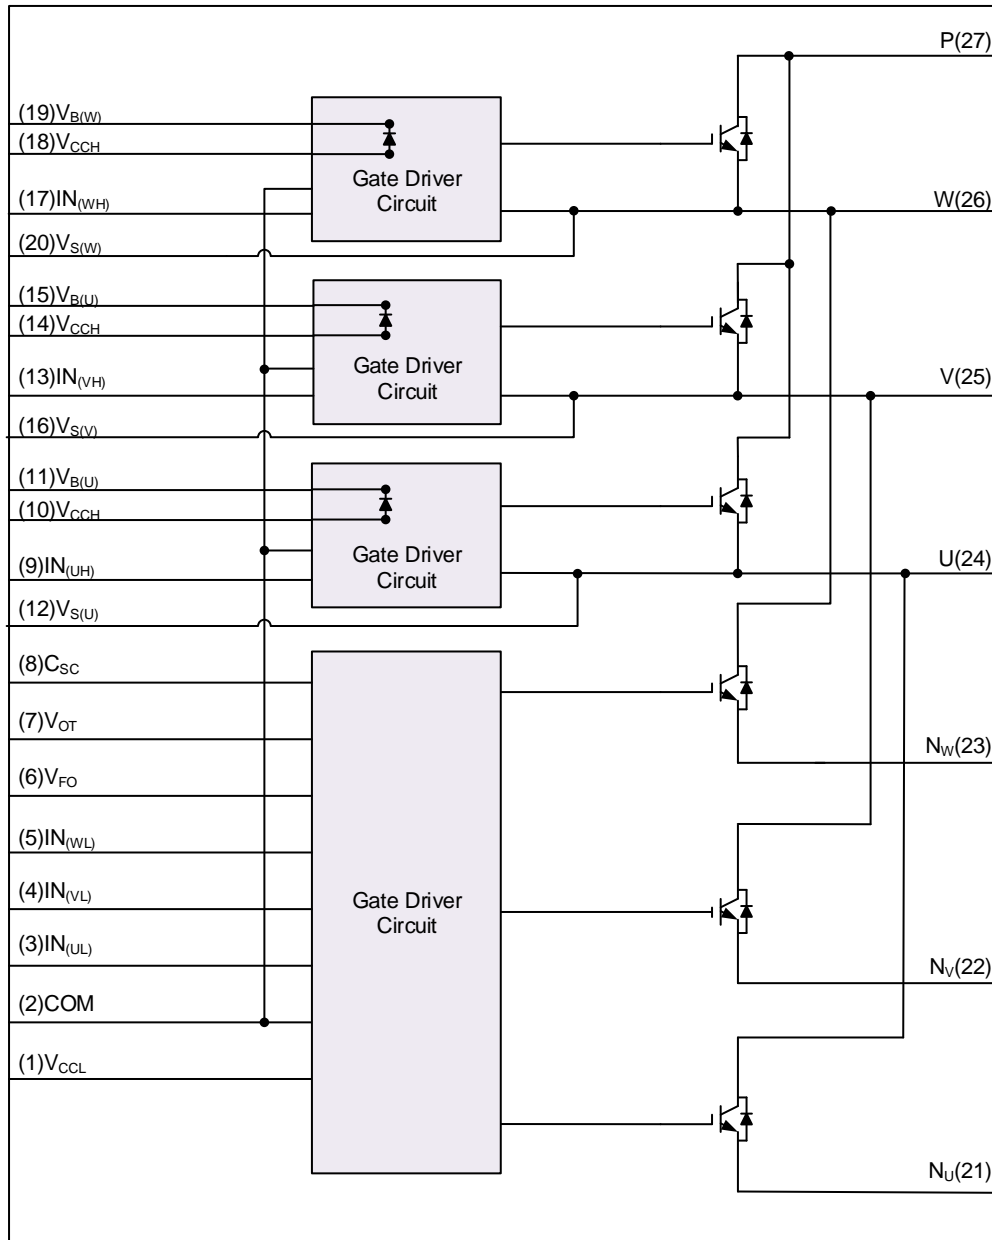 P(27)
(19)VB(W)
(18)VCCH
Gate Driver
Circuit
(17)IN(WH)
W(26)
(20)VS(W)
(15)VB(U)
(14)VCCH
Gate Driver
Circuit
(13)IN(VH)
V(25)
(16)VS(V)
(11)VB(U)
(10)VCCH
Gate Driver
Circuit
(9)IN(UH)
U(24)
(12)VS(U)
(8)CSC
(7)VOT
NW(23)
(6)VFO
(5)IN(WL)
(4)IN(VL)
Gate Driver
Circuit
(3)IN(UL)
NV(22)
(2)COM
(1)VCCL
NU(21)